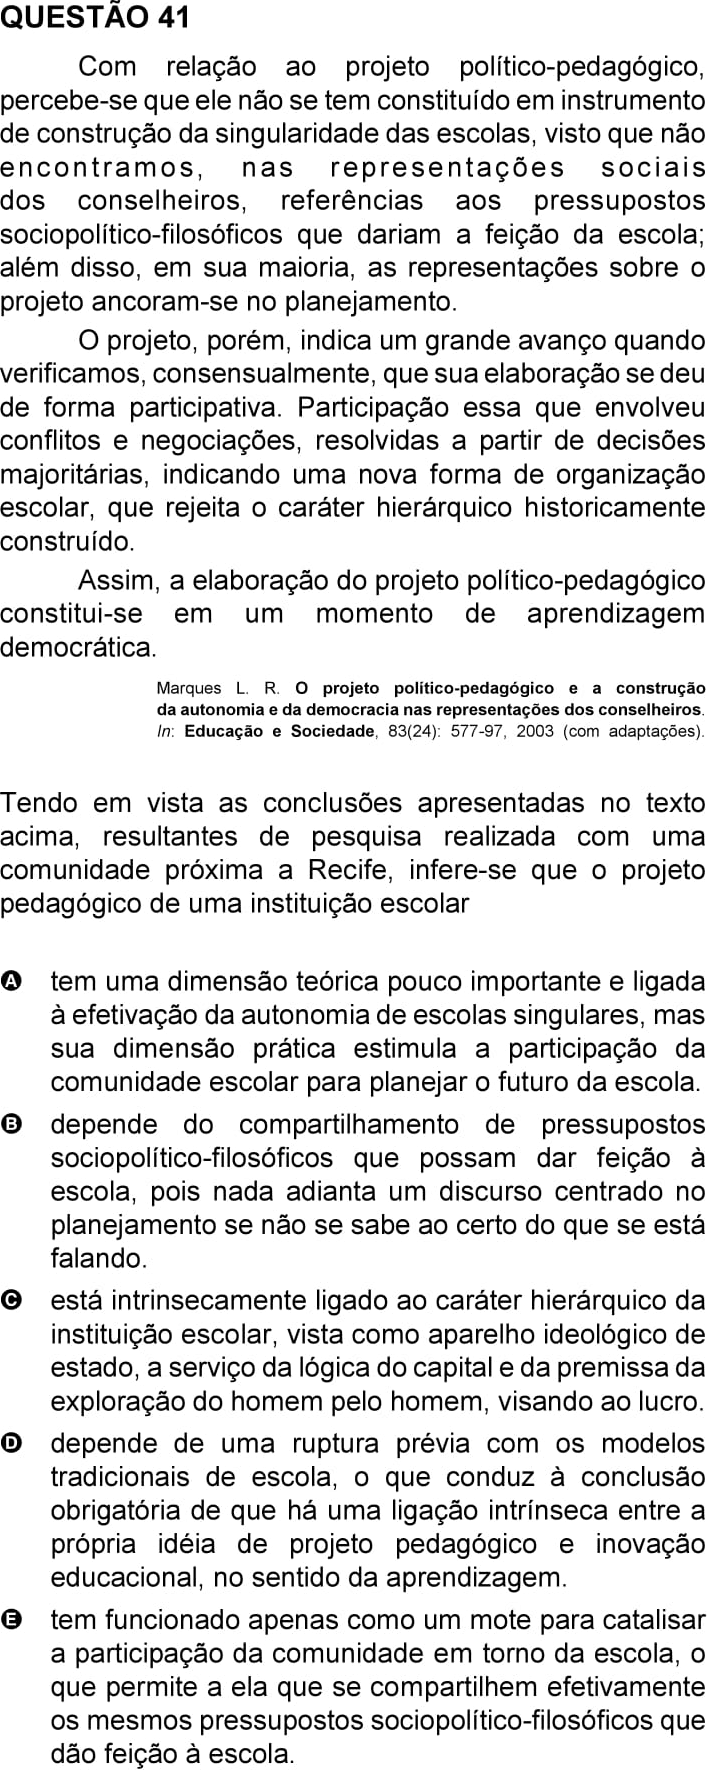 QUESTÃO 41
Com relação ao projeto político-pedagógico,
percebe-se que ele não se tem constituído em instrumento
de construção da singularidade das escolas, visto que não
encontramos, nas representações sociais
dos conselheiros, referências aos pressupostos
sociopolítico-filosóficos que dariam a feição da escola;
além disso, em sua maioria, as representações sobre o
projeto ancoram-se no planejamento.
O projeto, porém, indica um grande avanço quando
verificamos, consensualmente, que sua elaboração se deu
de forma participativa. Participação essa que envolveu
conflitos e negociações, resolvidas a partir de decisões
majoritárias, indicando uma nova forma de organização
escolar, que rejeita o caráter hierárquico historicamente
construído.
Assim, a elaboração do projeto político-pedagógico
constitui-se em um momento de aprendizagem
democrática.
Marques L. R. O projeto político-pedagógico e a construção
da autonomia e da democracia nas representações dos conselheiros.
In: Educação e Sociedade, 83(24): 577-97, 2003 (com adaptações).
Tendo em vista as conclusões apresentadas no texto
acima, resultantes de pesquisa realizada com uma
comunidade próxima a Recife, infere-se que o projeto
pedagógico de uma instituição escolar
A tem uma dimensão teórica pouco importante e ligada
à efetivação da autonomia de escolas singulares, mas
sua dimensão prática estimula a participação da
comunidade escolar para planejar o futuro da escola.
B depende do compartilhamento de pressupostos
sociopolítico-filosóficos que possam dar feição à
escola, pois nada adianta um discurso centrado no
planejamento se não se sabe ao certo do que se está
falando.
C está intrinsecamente ligado ao caráter hierárquico da
instituição escolar, vista como aparelho ideológico de
estado, a serviço da lógica do capital e da premissa da
exploração do homem pelo homem, visando ao lucro.
D depende de uma ruptura prévia com os modelos
tradicionais de escola, o que conduz à conclusão
obrigatória de que há uma ligação intrínseca entre a
própria idéia de projeto pedagógico e inovação
educacional, no sentido da aprendizagem.
E tem funcionado apenas como um mote para catalisar
a participação da comunidade em torno da escola, o
que permite a ela que se compartilhem efetivamente
os mesmos pressupostos sociopolítico-filosóficos que
dão feição à escola.